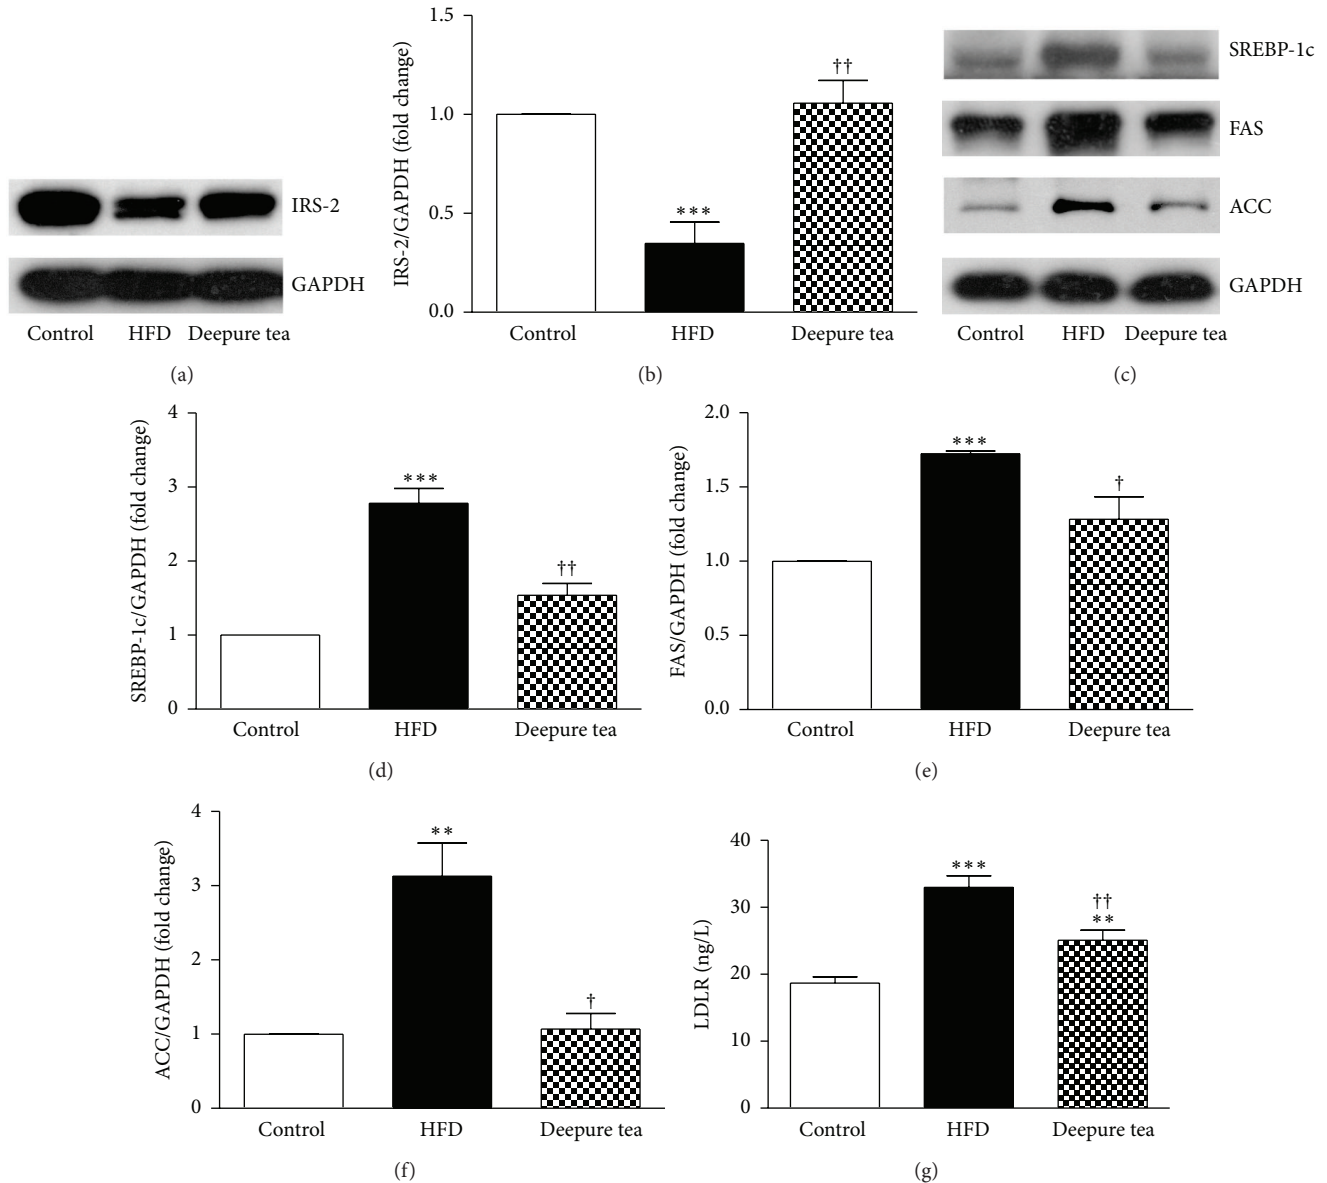 IRS-2
GAPDH
Control HFD Deepure tea
(a)
IRS-2/GAPDH (fold change)
1.5
1.0
0.5
0.0
***
††
Control HFD Deepure tea
(b)
SREBP-1c
FAS
ACC
GAPDH
Control HFD Deepure tea
(c)
SREBP-1c/GAPDH (fold change)
4
3
2
1
0
***
††
Control HFD Deepure tea
(d)
FAS/GAPDH (fold change)
2.0
1.5
1.0
0.5
0.0
***
†
Control HFD Deepure tea
(e)
ACC/GAPDH (fold change)
4
3
2
1
0
**
†
Control HFD Deepure tea
(f)
LDLR (ng/L)
40
30
20
10
0
***
††
**
Control HFD Deepure tea
(g)